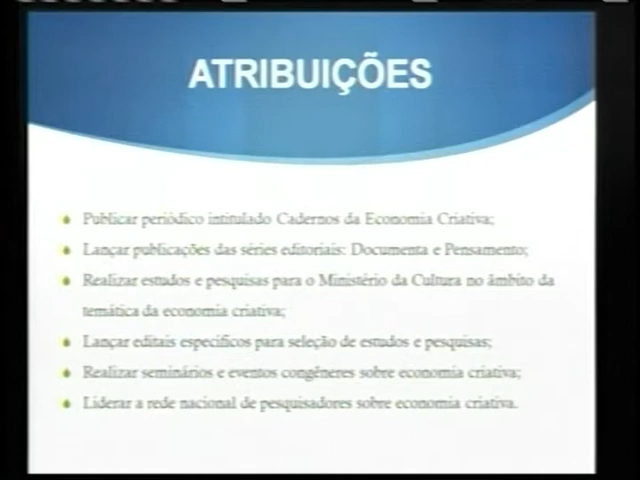 ATRIBUIÇÕES
Publicar periódico intitulado Cadernos da Economia Criativa;
Lançar publicações das séries editoriais: Documenta e Pensamento;
Realizar estudos e pesquisas para o Ministério da Cultura no âmbito da
temática da economia criativa;
Lançar editais específicos para seleção de estudos e pesquisas;
Realizar seminários e eventos congêneres sobre economia criativa;
Liderar a rede nacional de pesquisadores sobre economia criativa.